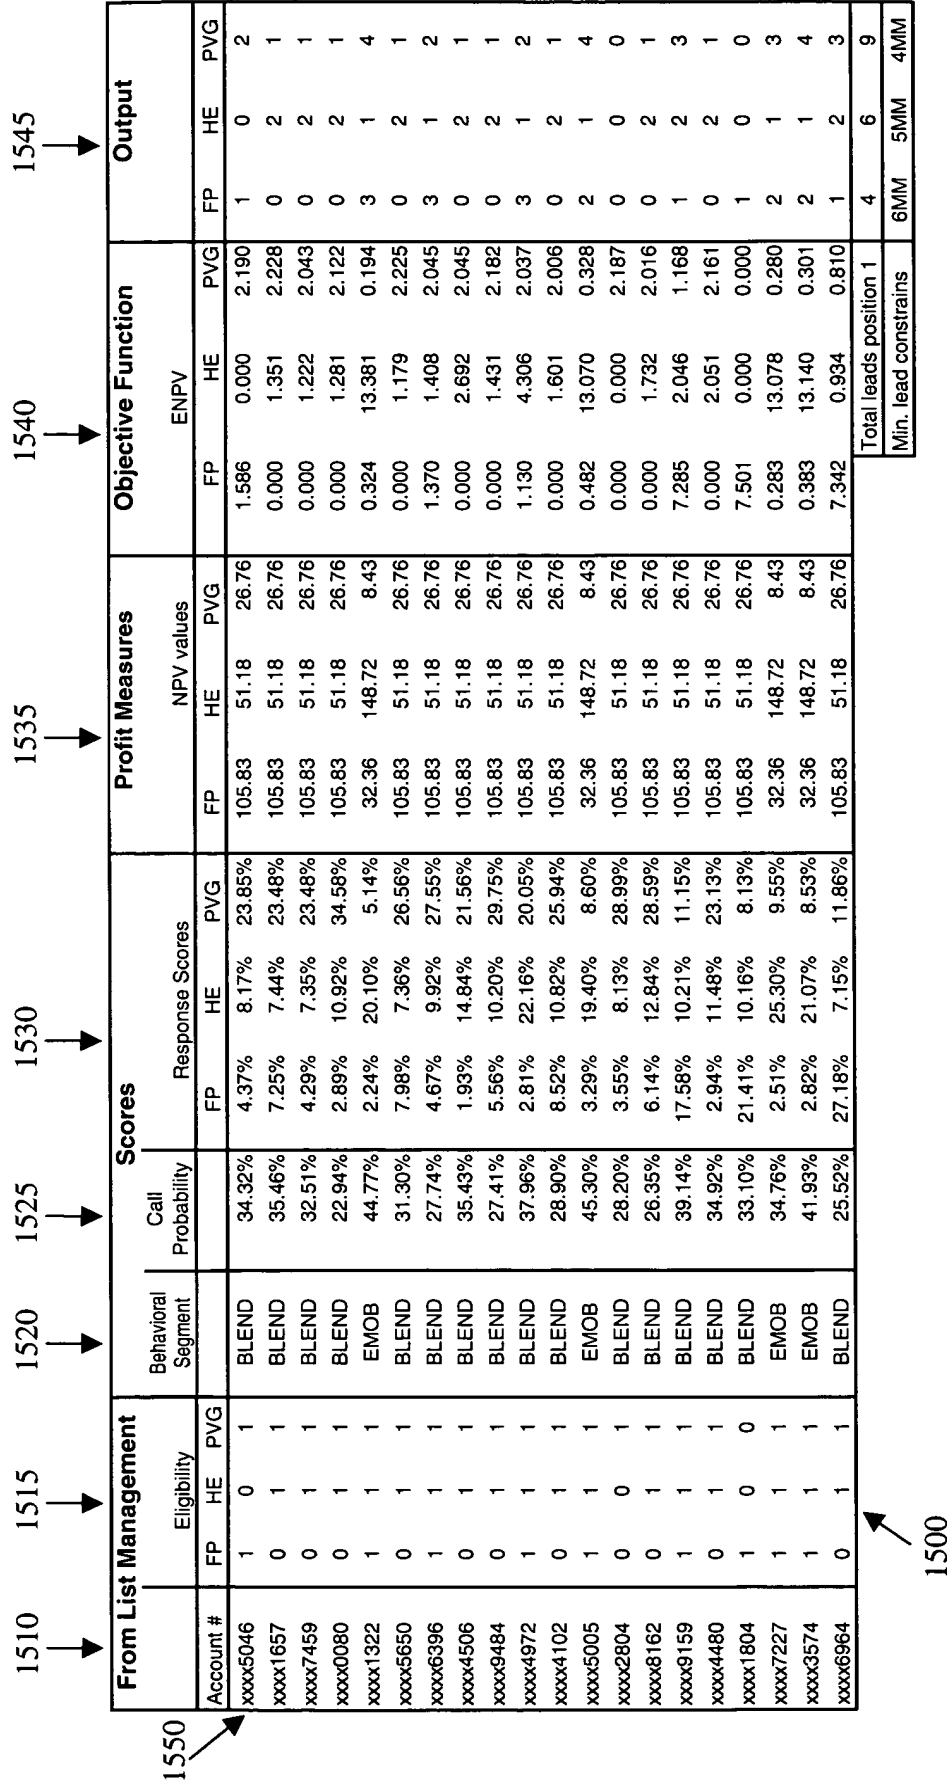 1510 1515 1520 1525 1530 1535 1540 1545
From List Management Scores Profit Measures Objective Function Output
Eligibility Behavioral Segment Call Probability Response Scores NPV values ENPV
Account # FP HE PVG FP HE PVG FP HE PVG FP HE PVG FP HE PVG
xxxx5046 1 0 1 BLEND 34.32% 4.37% 8.17% 23.85% 105.83 51.18 26.76 1.586 0.000 2.190 1 0 2
xxxx1657 0 1 1 BLEND 35.46% 7.25% 7.44% 23.48% 105.83 51.18 26.76 0.000 1.351 2.228 0 2 1
xxxx7459 0 1 1 BLEND 32.51% 4.29% 7.35% 23.48% 105.83 51.18 26.76 0.000 1.222 2.043 0 2 1
xxxx0080 0 1 1 BLEND 22.94% 2.89% 10.92% 34.58% 105.83 51.18 26.76 0.000 1.281 2.122 0 2 1
xxxx1322 1 1 1 EMOB 44.77% 2.24% 20.10% 5.14% 32.36 148.72 8.43 0.324 13.381 0.194 3 1 4
xxxx5650 0 1 1 BLEND 31.30% 7.98% 7.36% 26.56% 105.83 51.18 26.76 0.000 1.179 2.225 0 2 1
xxxx6396 1 1 1 BLEND 27.74% 4.67% 9.92% 27.55% 105.83 51.18 26.76 1.370 1.408 2.045 3 1 2
xxxx4506 0 1 1 BLEND 35.43% 1.93% 14.84% 21.56% 105.83 51.18 26.76 0.000 2.692 2.045 0 2 1
xxxx9484 0 1 1 BLEND 27.41% 5.56% 10.20% 29.75% 105.83 51.18 26.76 0.000 1.431 2.182 0 2 1
xxxx4972 1 1 1 BLEND 37.96% 2.81% 22.16% 20.05% 105.83 51.18 26.76 1.130 4.306 2.037 3 1 2
xxxx4102 0 1 1 BLEND 28.90% 8.52% 10.82% 25.94% 105.83 51.18 26.76 0.000 1.601 2.006 0 2 1
xxxx5005 1 1 1 EMOB 45.30% 3.29% 19.40% 8.60% 32.36 148.72 8.43 0.482 13.070 0.328 2 1 4
xxxx2804 0 0 1 BLEND 28.20% 3.55% 8.13% 28.99% 105.83 51.18 26.76 0.000 0.000 2.187 0 0 0
xxxx8162 0 1 1 BLEND 26.35% 6.14% 12.84% 28.59% 105.83 51.18 26.76 0.000 1.732 2.016 0 2 1
xxxx9159 1 1 1 BLEND 39.14% 17.58% 10.21% 11.15% 105.83 51.18 26.76 7.285 2.046 1.168 1 2 3
xxxx4480 0 1 1 BLEND 34.92% 2.94% 11.48% 23.13% 105.83 51.18 26.76 0.000 2.051 2.161 0 2 1
xxxx1804 1 0 0 BLEND 33.10% 21.41% 10.16% 8.13% 105.83 51.18 26.76 7.501 0.000 0.000 1 0 0
xxxx7227 1 1 1 EMOB 34.76% 2.51% 25.30% 9.55% 32.36 148.72 8.43 0.283 13.078 0.280 2 1 3
xxxx3574 1 1 1 EMOB 41.93% 2.82% 21.07% 8.53% 32.36 148.72 8.43 0.383 13.140 0.301 2 1 4
xxxx6964 0 1 1 BLEND 25.52% 27.18% 7.15% 11.86% 105.83 51.18 26.76 7.342 0.934 0.810 1 2 3
Total leads position 1 4 6 9
Min. lead constrains 6MM 5MM 4MM
1550
1500